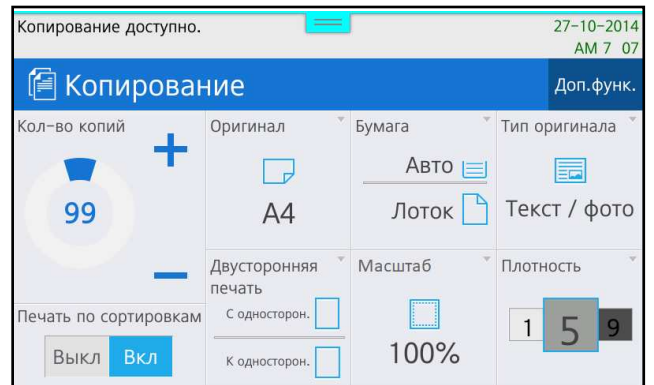 Копирование доступно.
27-10-2014
AM 7 07
Копирование
Доп.функ.
Кол-во копий
99
Оригинал
A4
Бумага
Авто
Лоток
Тип оригинала
Текст / фото
Печать по сортировкам
Выкл Вкл
Двусторонняя
печать
С односторон.
К односторон.
Масштаб
100%
Плотность
1 5 9